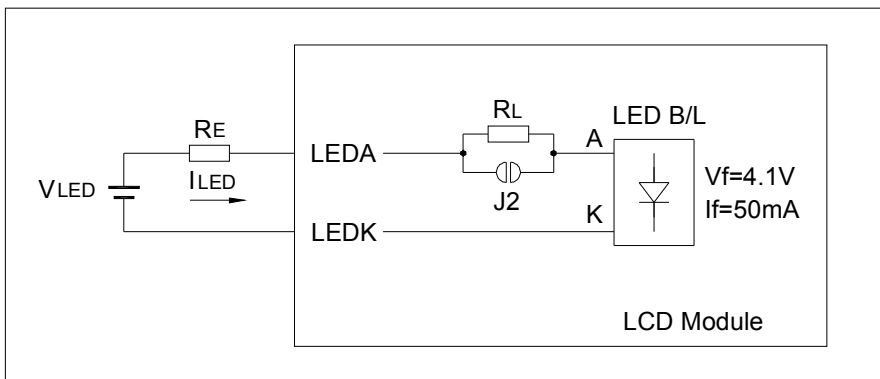 RL
LED B/L
RE
LEDA
A
VLED
ILED
J2
Vf=4.1V
If=50mA
K
LEDK
LCD Module